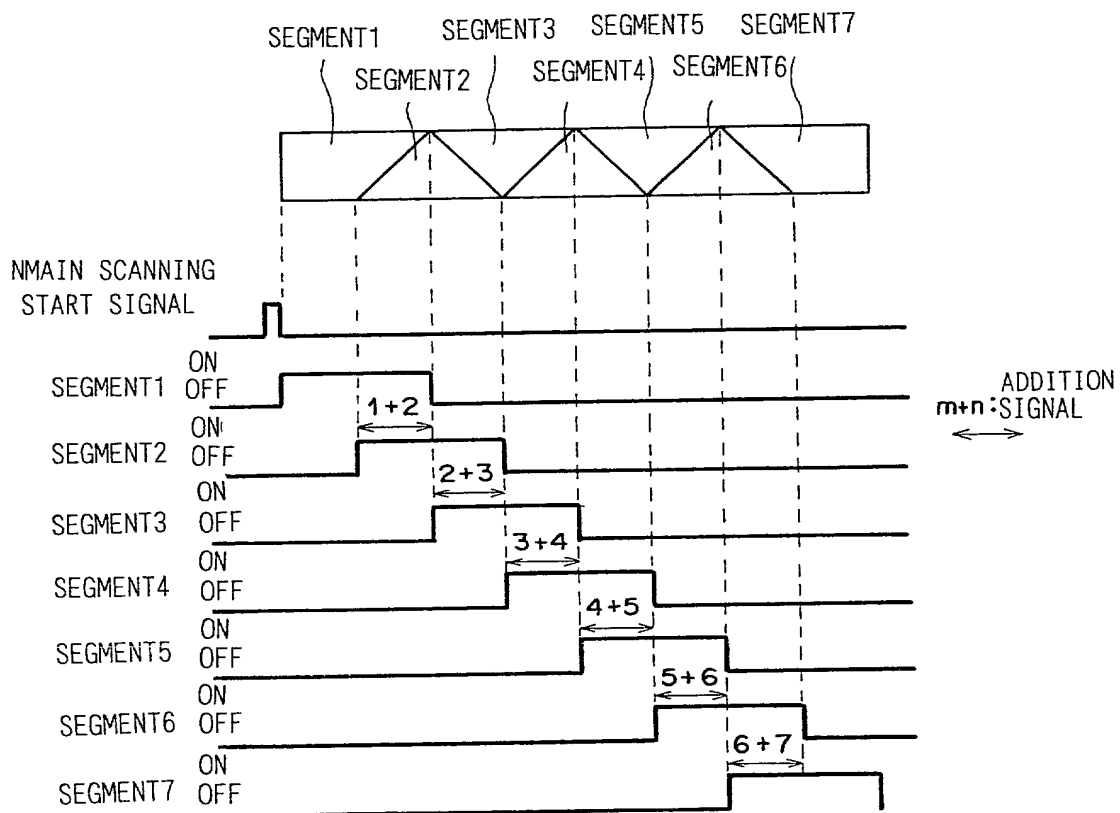 SEGMENT1
SEGMENT3
SEGMENT5
SEGMENT7
SEGMENT2
SEGMENT4
SEGMENT6
NMAIN SCANNING
START SIGNAL
ON
OFF
SEGMENT1
1+2
ADDITION
m+n:SIGNAL
ON
OFF
SEGMENT2
2+3
ON
OFF
SEGMENT3
3+4
ON
OFF
SEGMENT4
4+5
ON
OFF
SEGMENT5
5+6
ON
OFF
SEGMENT6
6+7
ON
OFF
SEGMENT7